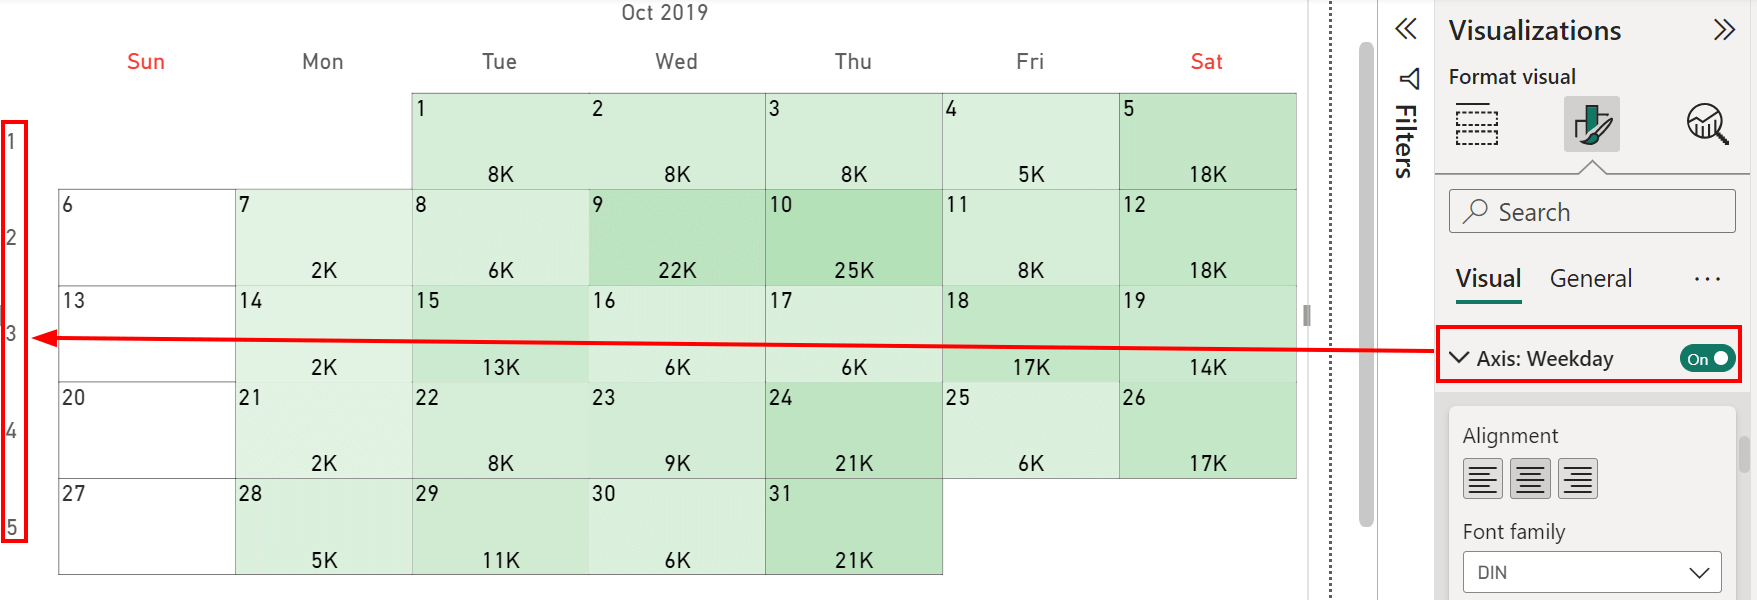 Oct 2019
Sun Mon Tue Wed Thu Fri Sat
1 2 3 4 5
1
8K 8K 8K 5K 18K
6 7 8 9 10 11 12
2
2K 6K 22K 25K 8K 18K
13 14 15 16 17 18 19
3
2K 13K 6K 6K 17K 14K
20 21 22 23 24 25 26
4
2K 8K 9K 21K 6K 17K
27 28 29 30 31
5
5K 11K 6K 21K
Filters
Visualizations
Format visual
Search
Visual General ...
Axis: Weekday On
Alignment
Font family
DIN